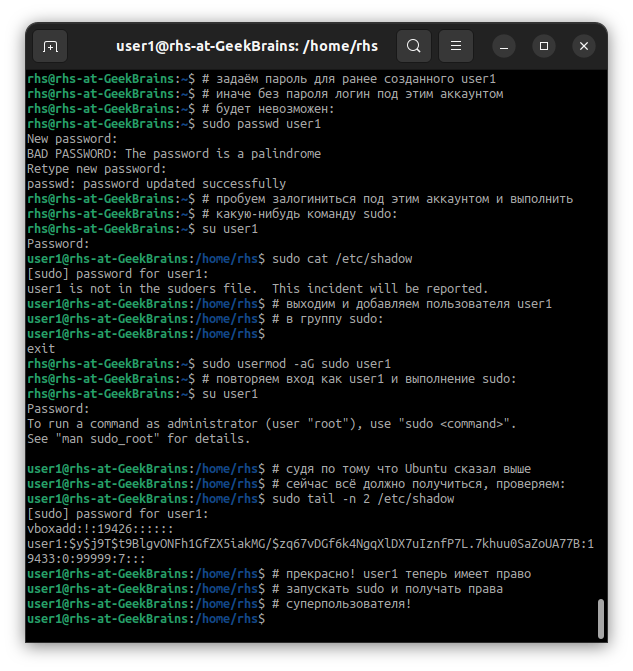 user1@rhs-at-GeekBrains: /home/rhs
rhs@rhs-at-GeekBrains:~$ # задаём пароль для ранее созданного user1
rhs@rhs-at-GeekBrains:~$ # иначе без пароля логин под этим аккаунтом
rhs@rhs-at-GeekBrains:~$ # будет невозможен:
rhs@rhs-at-GeekBrains:~$ sudo passwd user1
New password:
BAD PASSWORD: The password is a palindrome
Retype new password:
passwd: password updated successfully
rhs@rhs-at-GeekBrains:~$ # пробуем залогиниться под этим аккаунтом и выполнить
rhs@rhs-at-GeekBrains:~$ # какую-нибудь команду sudo:
rhs@rhs-at-GeekBrains:~$ su user1
Password:
user1@rhs-at-GeekBrains:/home/rhs$ sudo cat /etc/shadow
[sudo] password for user1:
user1 is not in the sudoers file.  This incident will be reported.
user1@rhs-at-GeekBrains:/home/rhs$ # выходим и добавляем пользователя user1
user1@rhs-at-GeekBrains:/home/rhs$ # в группу sudo:
user1@rhs-at-GeekBrains:/home/rhs$
exit
rhs@rhs-at-GeekBrains:~$ sudo usermod -aG sudo user1
rhs@rhs-at-GeekBrains:~$ # повторяем вход как user1 и выполнение sudo:
rhs@rhs-at-GeekBrains:~$ su user1
Password:
To run a command as administrator (user "root"), use "sudo <command>".
See "man sudo_root" for details.
user1@rhs-at-GeekBrains:/home/rhs$ # судя по тому что Ubuntu сказал выше
user1@rhs-at-GeekBrains:/home/rhs$ # сейчас всё должно получиться, проверяем:
user1@rhs-at-GeekBrains:/home/rhs$ sudo tail -n 2 /etc/shadow
[sudo] password for user1:
vboxadd:!:19426::::::
user1:$y$j9T$t9BlgvONFh1GfZX5iakMG/$zq67vDGf6k4NgqXlDX7uIznfP7L.7khuu0SaZoUA77B:1
9433:0:99999:7:::
user1@rhs-at-GeekBrains:/home/rhs$ # прекрасно! user1 теперь имеет право
user1@rhs-at-GeekBrains:/home/rhs$ # запускать sudo и получать права
user1@rhs-at-GeekBrains:/home/rhs$ # суперпользователя!
user1@rhs-at-GeekBrains:/home/rhs$